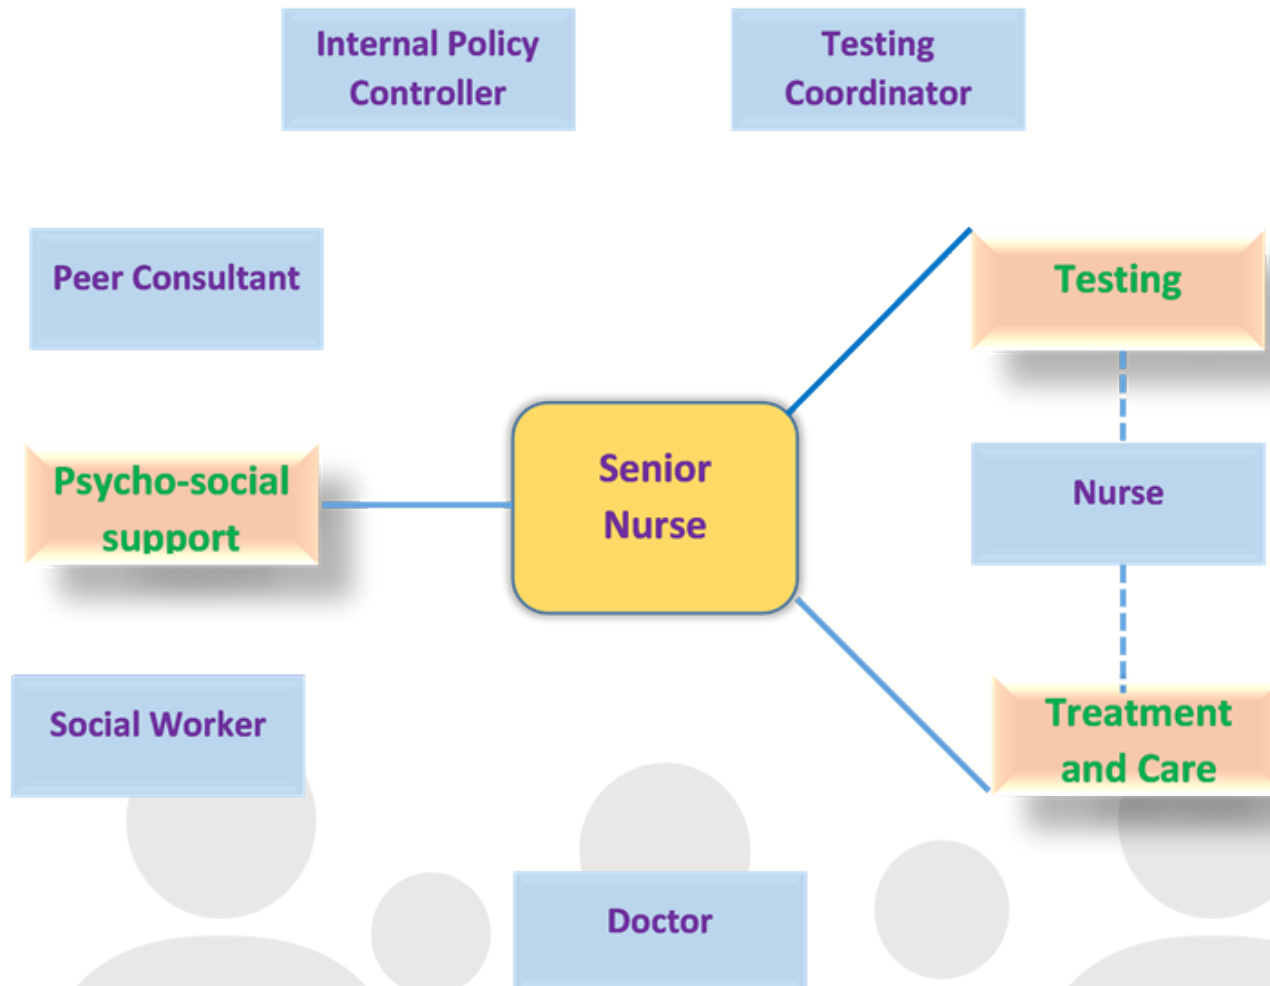 Internal Policy
Controller
Testing
Coordinator
Peer Consultant
Testing
Psycho-social
support
Senior
Nurse
Nurse
Social Worker
Treatment
and Care
Doctor